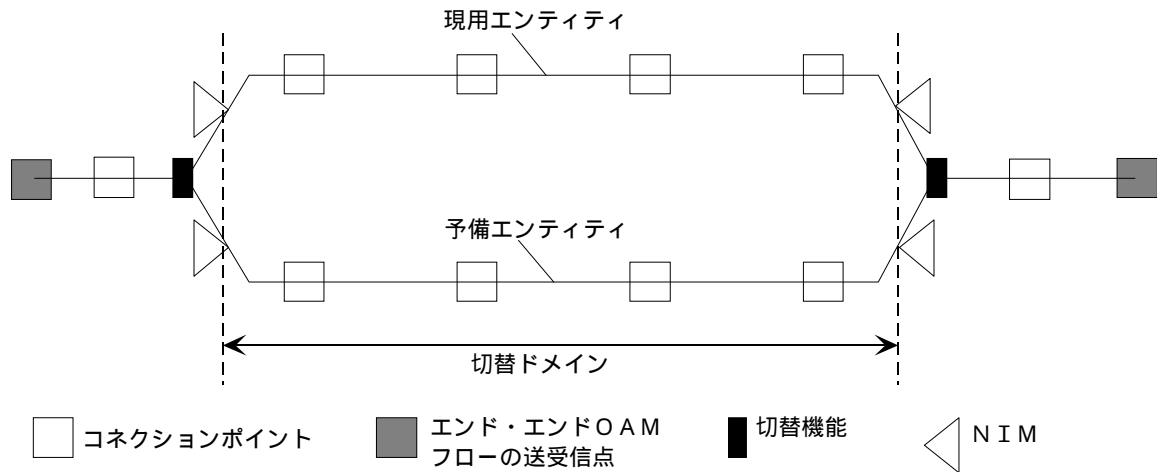 現用エンティティ
予備エンティティ
切替ドメイン
コネクションポイント
エンド・エンドＯＡＭ
フローの送受信点
切替機能
ＮＩＭ